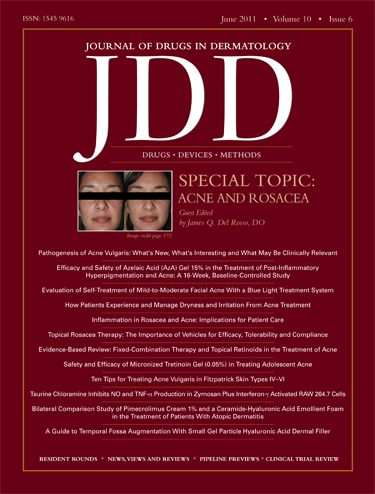 ISSN: 1545 9616
June 2011 • Volume 10 • Issue 6
JOURNAL OF DRUGS IN DERMATOLOGY
JDD
DRUGS • DEVICES • METHODS
SPECIAL TOPIC:
ACNE AND ROSACEA
Guest Edited
by James Q. Del Rosso, DO
Image credit page 572
Pathogenesis of Acne Vulgaris: What's New, What's Interesting and What May Be Clinically Relevant
Efficacy and Safety of Azelaic Acid (AzA) Gel 15% in the Treatment of Post-Inflammatory
Hyperpigmentation and Acne: A 16-Week, Baseline-Controlled Study
Evaluation of Self-Treatment of Mild-to-Moderate Facial Acne With a Blue Light Treatment System
How Patients Experience and Manage Dryness and Irritation From Acne Treatment
Inflammation in Rosacea and Acne: Implications for Patient Care
Topical Rosacea Therapy: The Importance of Vehicles for Efficacy, Tolerability and Compliance
Evidence-Based Review: Fixed-Combination Therapy and Topical Retinoids in the Treatment of Acne
Safety and Efficacy of Micronized Tretinoin Gel (0.05%) in Treating Adolescent Acne
Ten Tips for Treating Acne Vulgaris in Fitzpatrick Skin Types IV–VI
Taurine Chloramine Inhibits NO and TNF-α Production in Zymosan Plus Interferon-γ Activated RAW 264.7 Cells
Bilateral Comparison Study of Pimecrolimus Cream 1% and a Ceramide-Hyaluronic Acid Emollient Foam
in the Treatment of Patients With Atopic Dermatitis
A Guide to Temporal Fossa Augmentation With Small Gel Particle Hyaluronic Acid Dermal Filler
RESIDENT ROUNDS • NEWS, VIEWS AND REVIEWS • PIPELINE PREVIEWS • CLINICAL TRIAL REVIEW